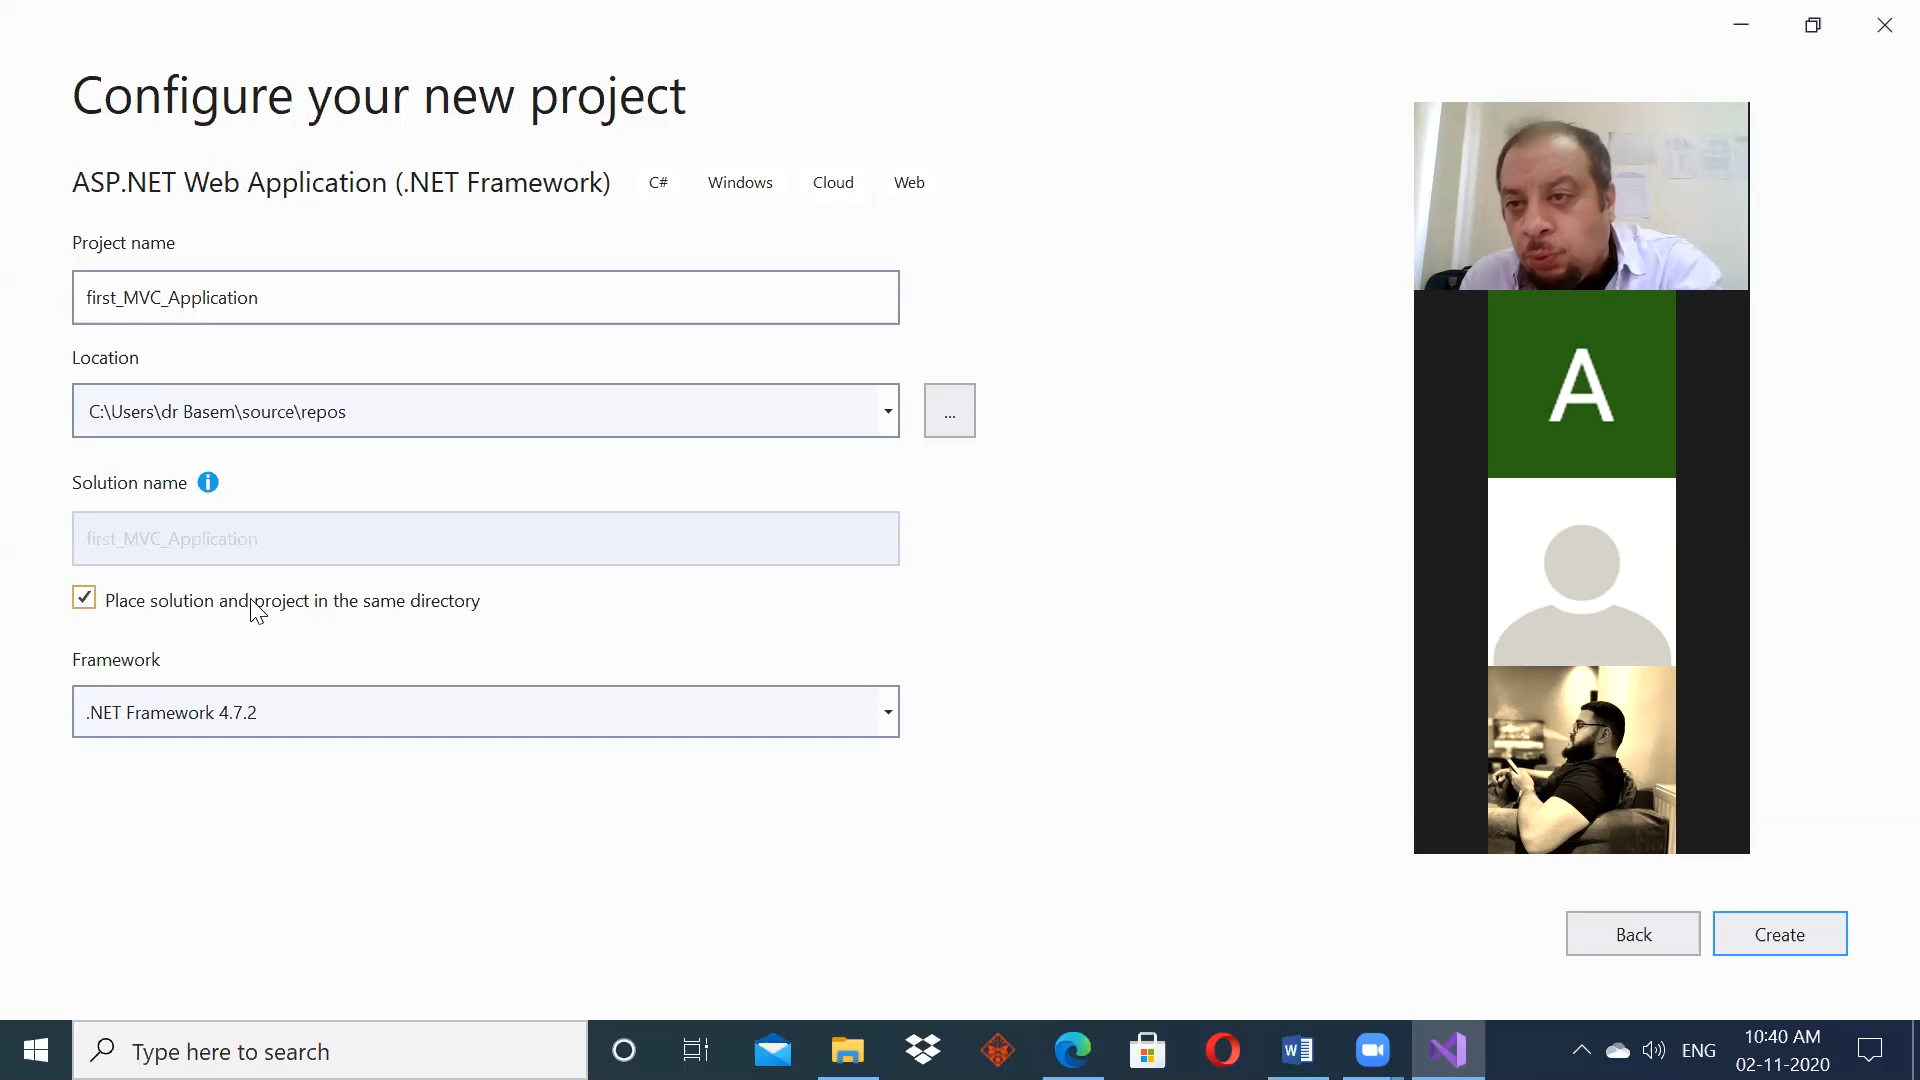 Configure your new project
ASP.NET Web Application (.NET Framework) C# Windows Cloud Web
Project name
first_MVC_Application
Location
C:\Users\dr Basem\source\repos
...
Solution name
first_MVC_Application
Place solution and project in the same directory
Framework
.NET Framework 4.7.2
A
Back Create
Type here to search
ENG
10:40 AM
02-11-2020